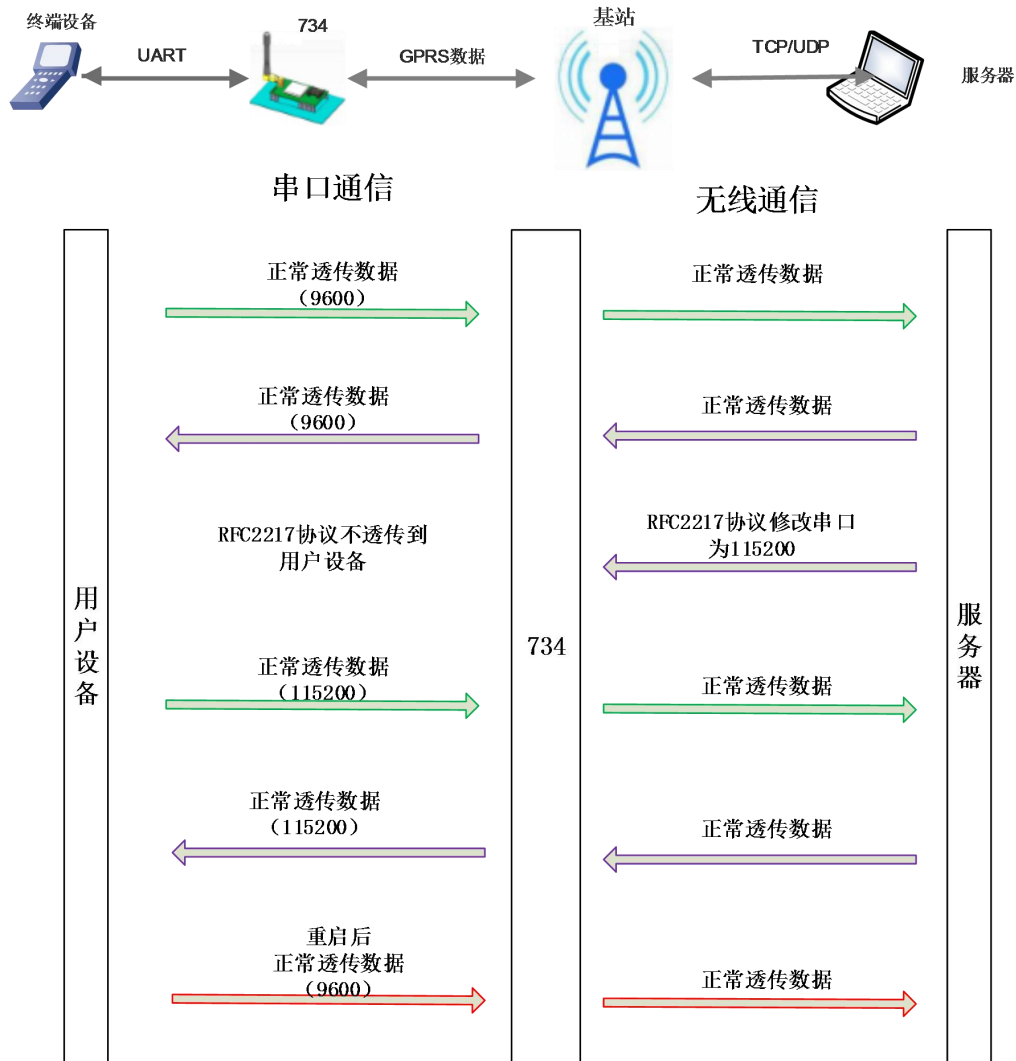 终端设备
734
基站
UART
GPRS数据
TCP/UDP
服务器
串口通信
无线通信
正常透传数据
（9600）
正常透传数据
正常透传数据
（9600）
正常透传数据
RFC2217协议不透传到
用户设备
RFC2217协议修改串口
为115200
用户设备
734
服务器
正常透传数据
（115200）
正常透传数据
正常透传数据
（115200）
正常透传数据
重启后
正常透传数据
（9600）
正常透传数据